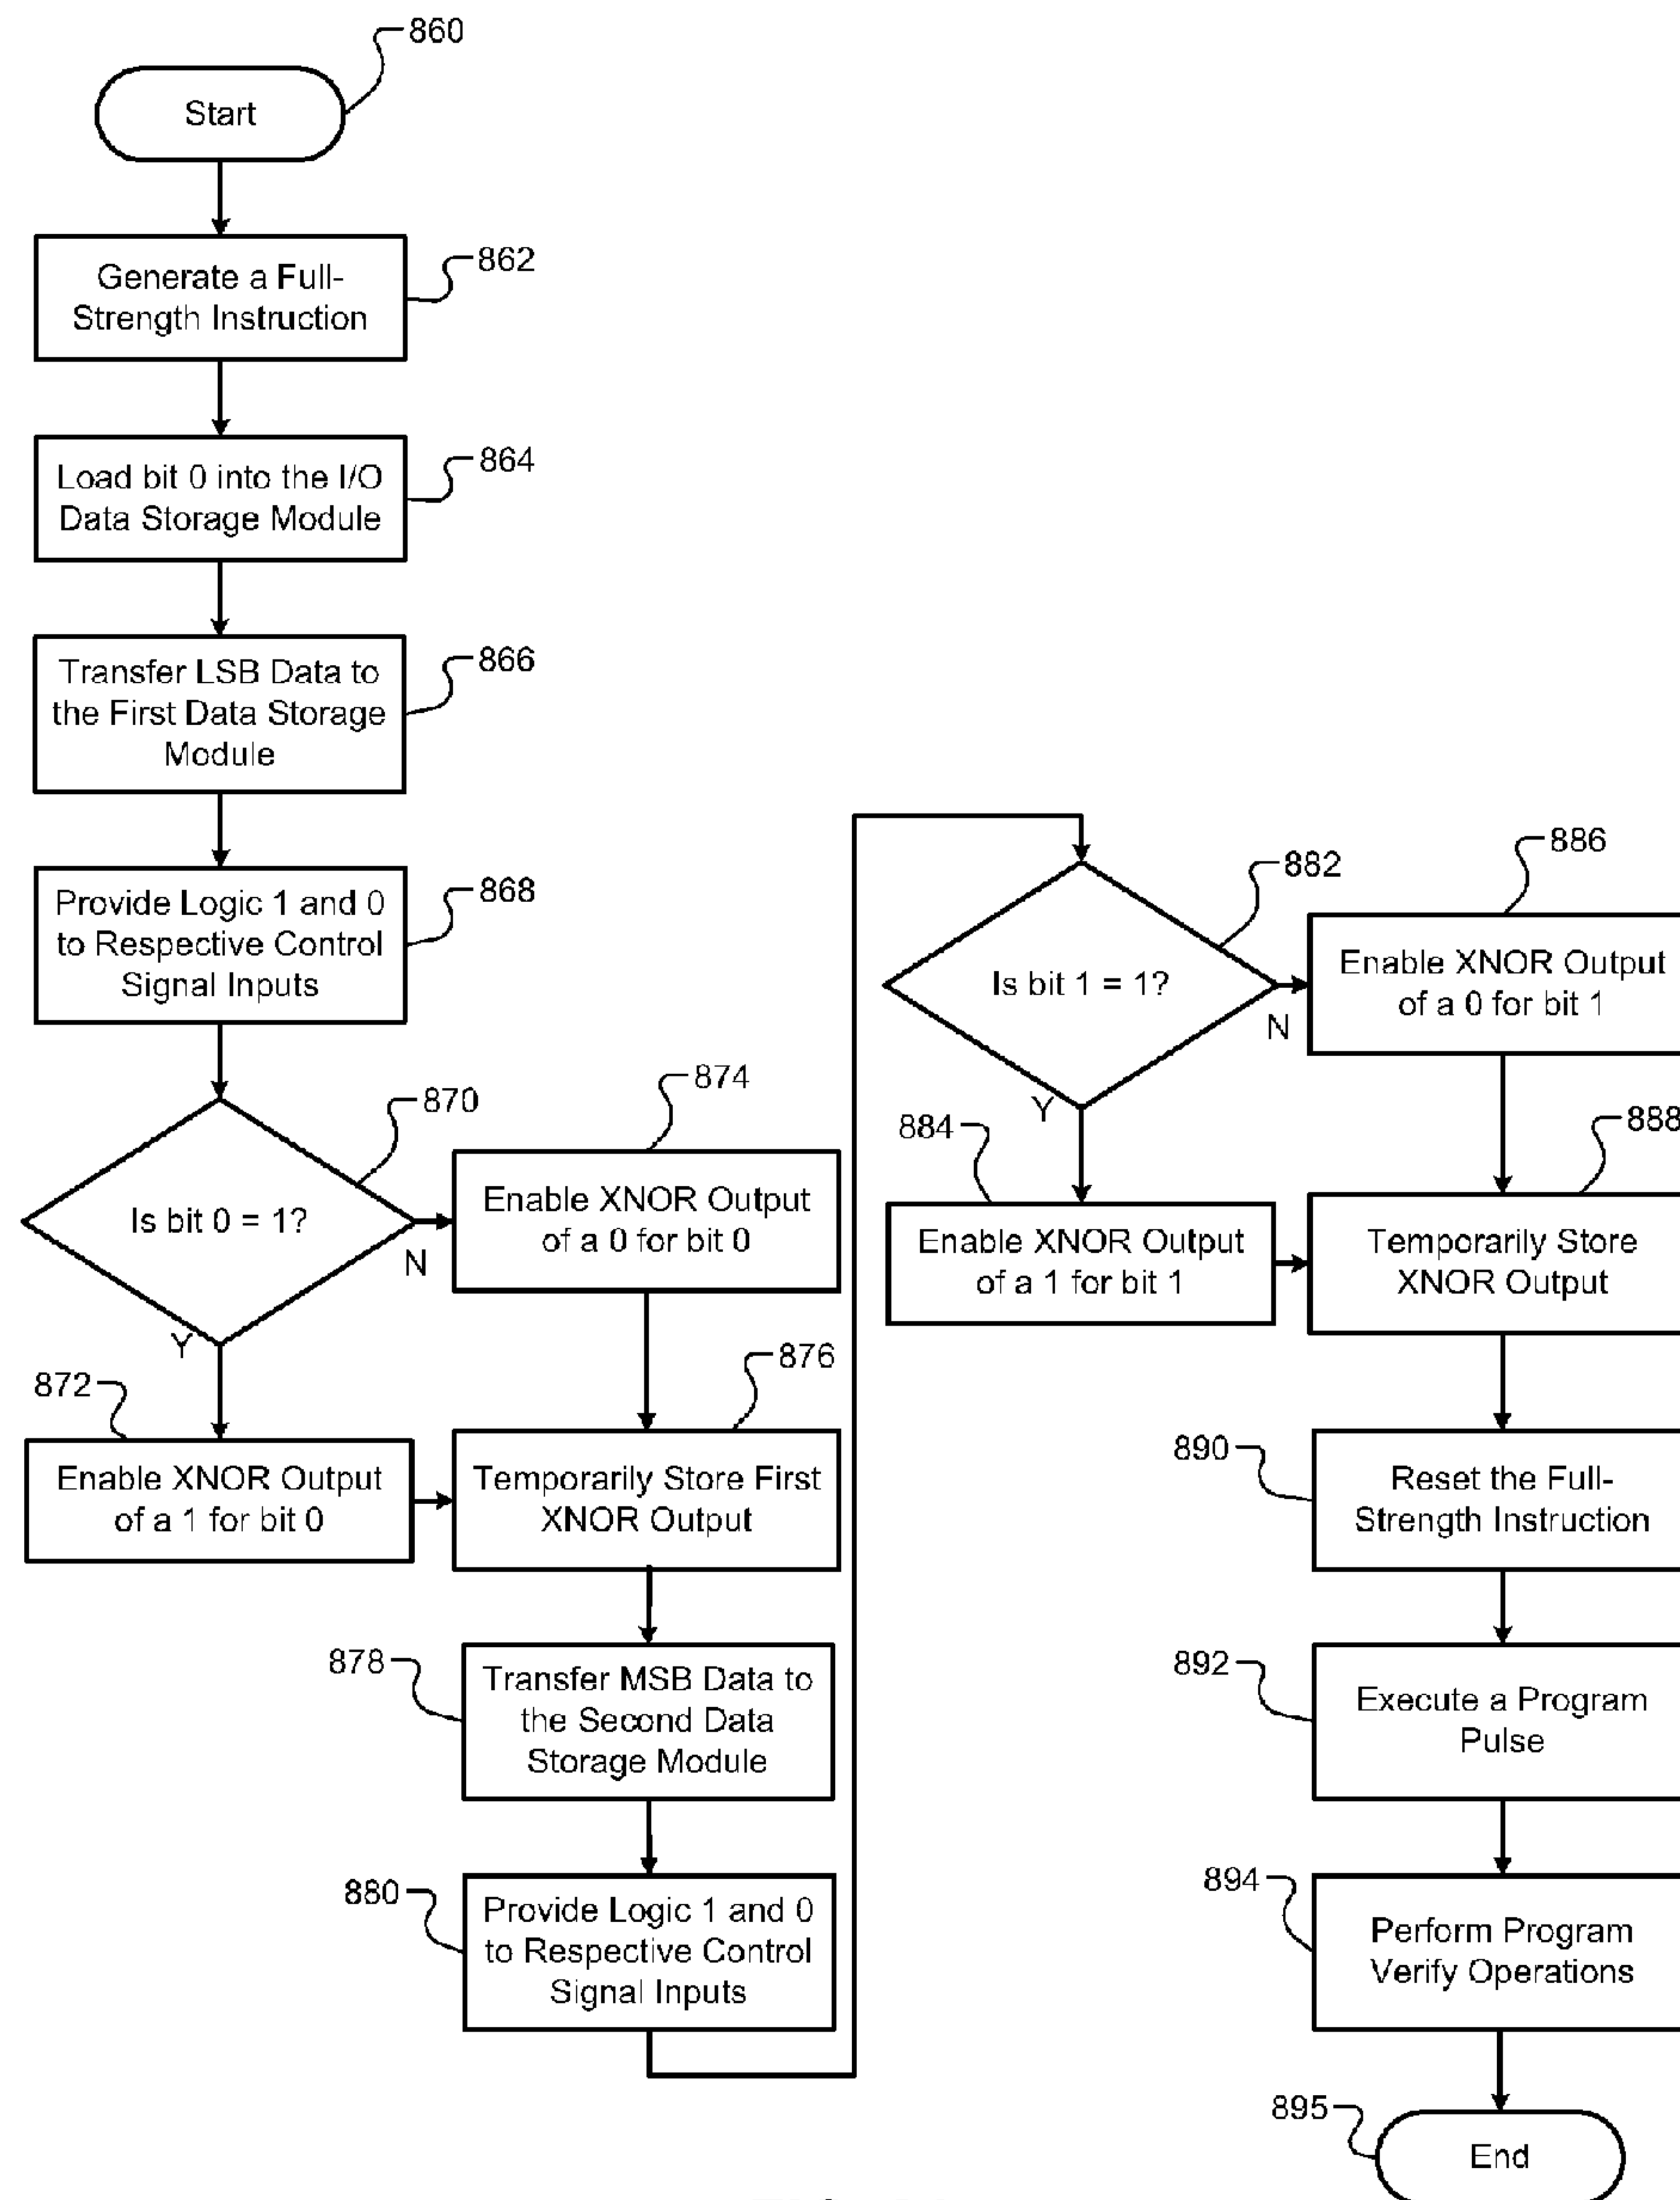 860
Start
Generate a Full-
Strength Instruction
862
Load bit 0 into the I/O
Data Storage Module
864
Transfer LSB Data to
the First Data Storage
Module
866
Provide Logic 1 and 0
to Respective Control
Signal Inputs
868
Is bit 0 = 1?
870
N
Y
874
Enable XNOR Output
of a 0 for bit 0
872
Enable XNOR Output
of a 1 for bit 0
876
Temporarily Store First
XNOR Output
878
Transfer MSB Data to
the Second Data
Storage Module
880
Provide Logic 1 and 0
to Respective Control
Signal Inputs
882
Is bit 1 = 1?
N
Y
886
Enable XNOR Output
of a 0 for bit 1
884
Enable XNOR Output
of a 1 for bit 1
888
Temporarily Store
XNOR Output
890
Reset the Full-
Strength Instruction
892
Execute a Program
Pulse
894
Perform Program
Verify Operations
895
End